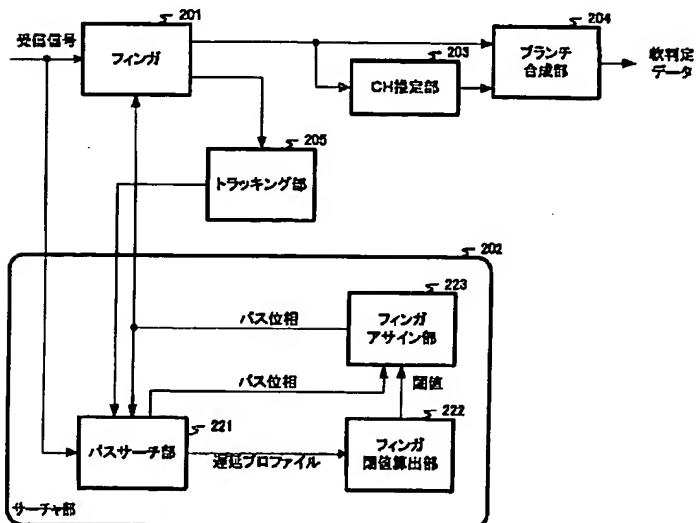 受信信号
201
フィンガ
203
CH推定部
204
ブランチ
合成部
軟判定
データ
205
トラッキング部
202
223
フィンガ
アサイン部
パス位相
パス位相
閾値
222
フィンガ
閾値算出部
221
パスサーチ部
遅延プロファイル
サーチャ部